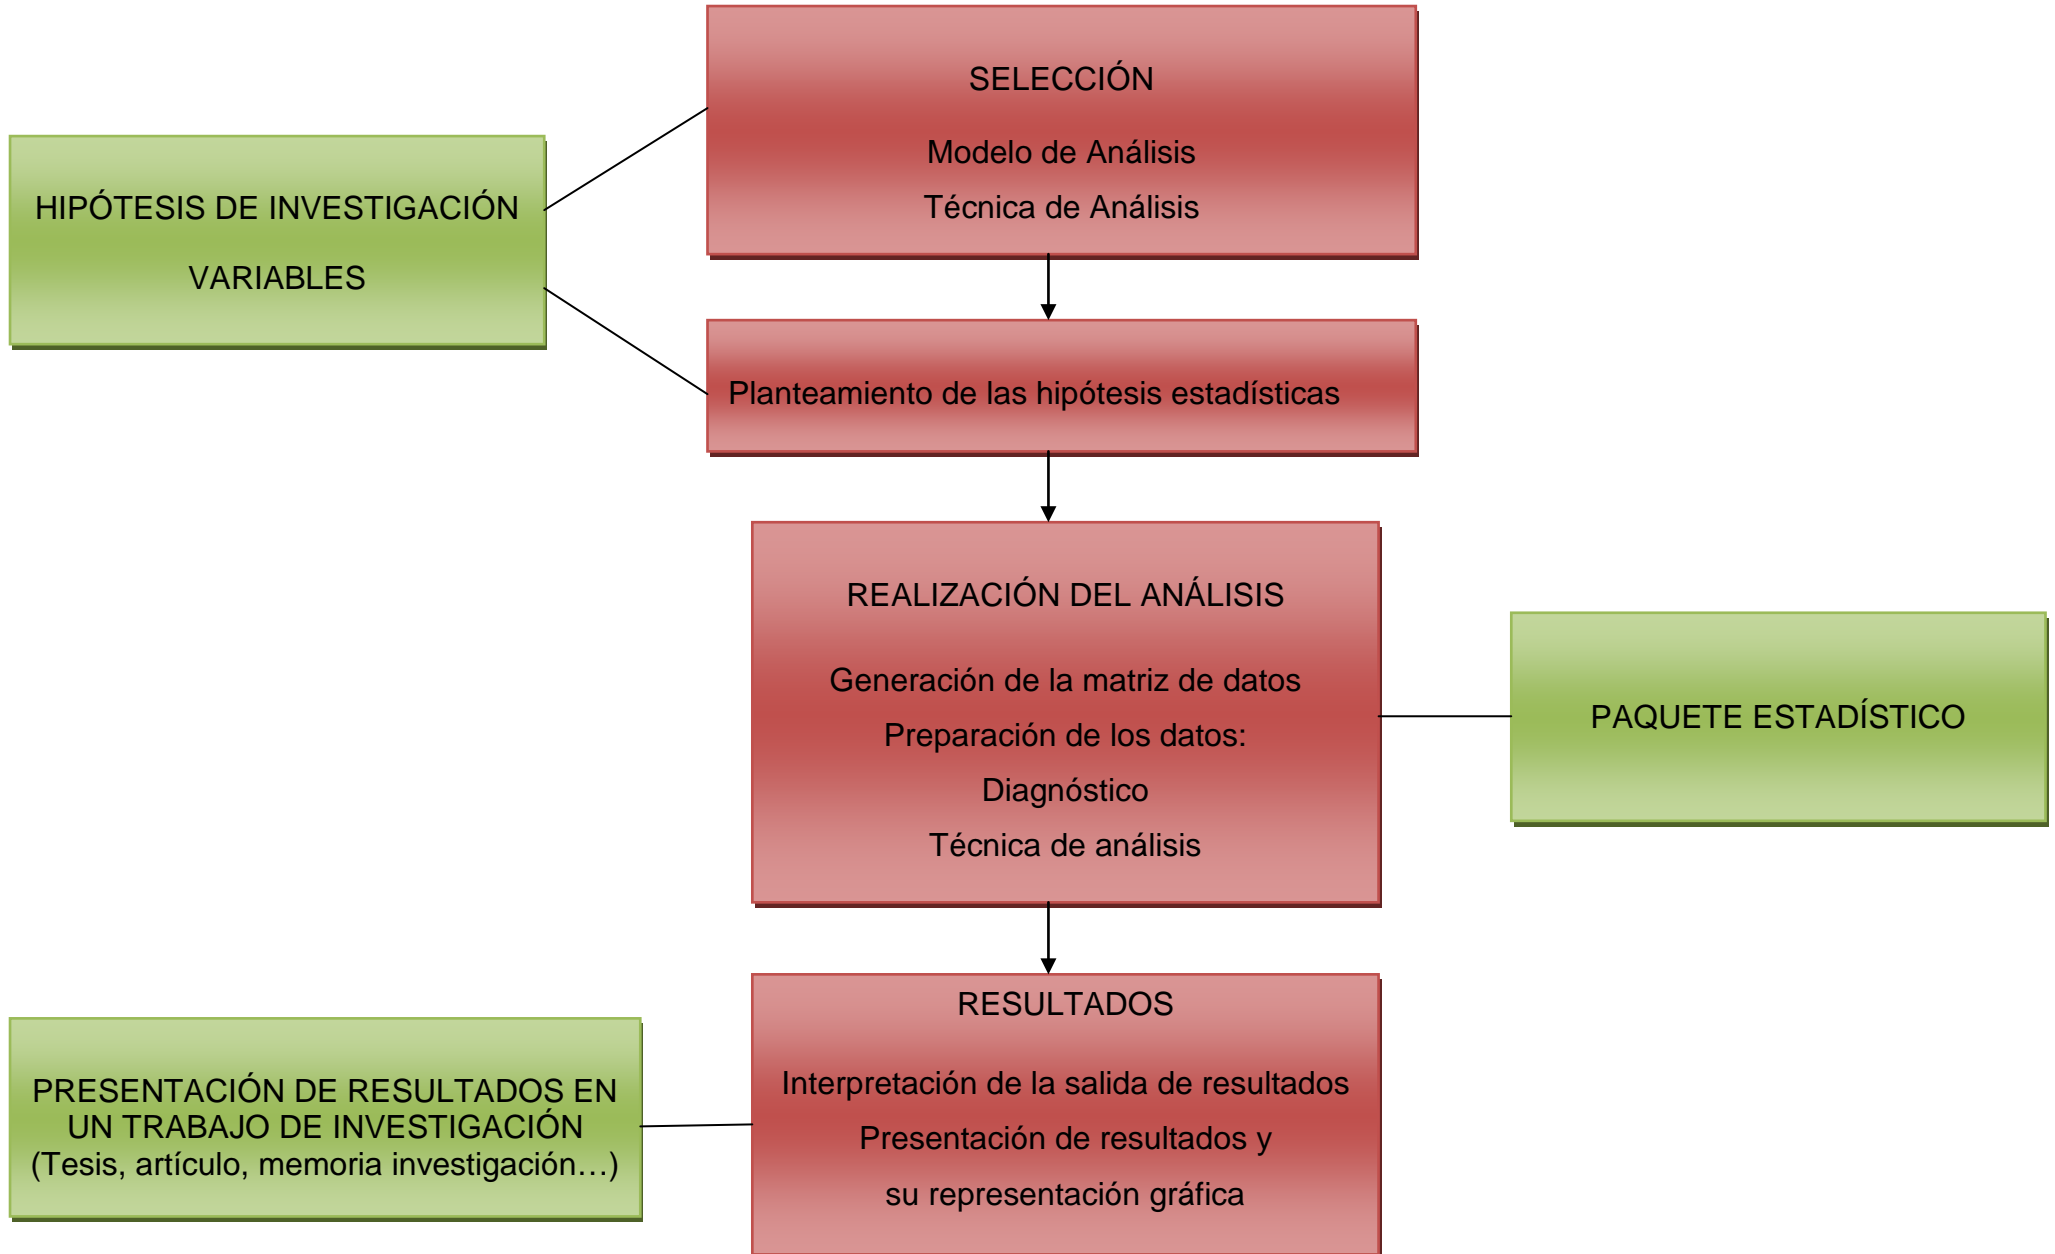 SELECCIÓN
Modelo de Análisis
Técnica de Análisis
HIPÓTESIS DE INVESTIGACIÓN
VARIABLES
Planteamiento de las hipótesis estadísticas
REALIZACIÓN DEL ANÁLISIS
Generación de la matriz de datos
Preparación de los datos:
Diagnóstico
Técnica de análisis
PAQUETE ESTADÍSTICO
RESULTADOS
Interpretación de la salida de resultados
Presentación de resultados y
su representación gráfica
PRESENTACIÓN DE RESULTADOS EN
UN TRABAJO DE INVESTIGACIÓN
(Tesis, artículo, memoria investigación…)